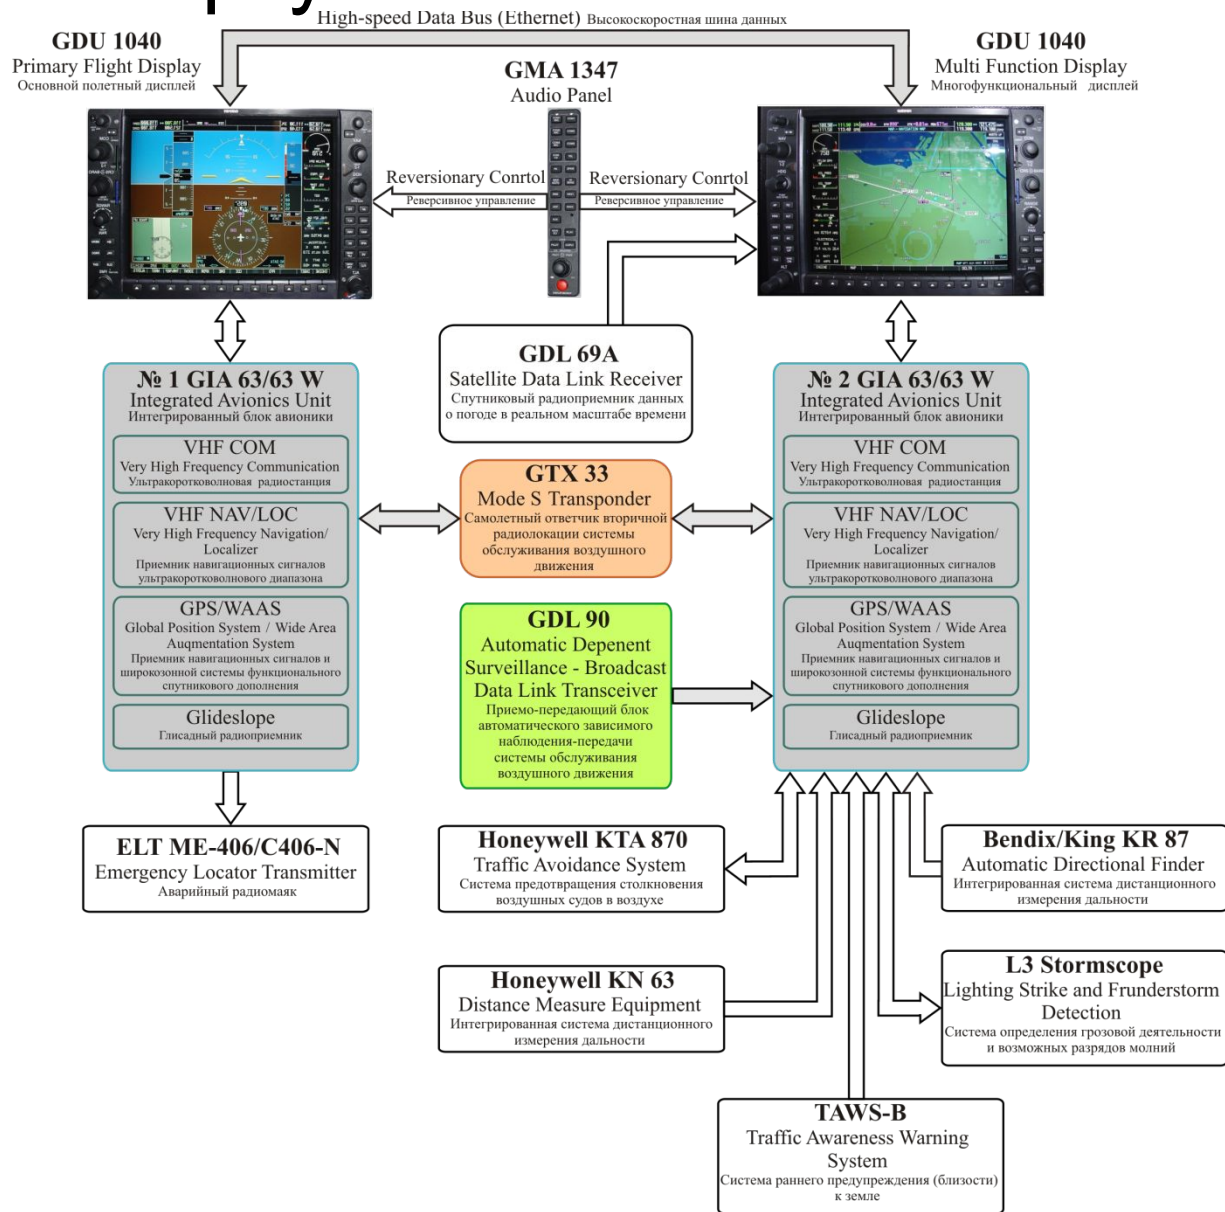 High-speed Data Bus (Ethernet) Высокоскоростная шина данных
GDU 1040
Primary Flight Display
Основной полетный дисплей
GMA 1347
Audio Panel
GDU 1040
Multi Function Display
Многофункциональный дисплей
Reversionary Conrtol
Реверсивное управление
Reversionary Conrtol
Реверсивное управление
GDL 69A
Satellite Data Link Receiver
Спутниковый радиоприемник данных
о погоде в реальном масштабе времени
№ 1 GIA 63/63 W
Integrated Avionics Unit
Интегрированный блок авионики
VHF COM
Very High Frequency Communication
Ультракоротковолновая радиостанция
VHF NAV/LOC
Very High Frequency Navigation/
Localizer
Приемник навигационных сигналов
ультракоротковолнового диапазона
GPS/WAAS
Global Position System / Wide Area
Auqmentation System
Приемник навигационных сигналов и
широкозонной системы функционального
спутникового дополнения
Glideslope
Глисадный радиоприемник
GTX 33
Mode S Transponder
Самолетный ответчик вторичной
радиолокации системы
обслуживания воздушного
движения
GDL 90
Automatic Depenent
Surveillance - Broadcast
Data Link Transceiver
Приемо-передающий блок
автоматического зависимого
наблюдения-передачи
системы обслуживания
воздушного движения
№ 2 GIA 63/63 W
Integrated Avionics Unit
Интегрированный блок авионики
VHF COM
Very High Frequency Communication
Ультракоротковолновая радиостанция
VHF NAV/LOC
Very High Frequency Navigation/
Localizer
Приемник навигационных сигналов
ультракоротковолнового диапазона
GPS/WAAS
Global Position System / Wide Area
Auqmentation System
Приемник навигационных сигналов и
широкозонной системы функционального
спутникового дополнения
Glideslope
Глисадный радиоприемник
ELT ME-406/C406-N
Emergency Locator Transmitter
Аварийный радиомаяк
Honeywell KTA 870
Traffic Avoidance System
Система предотвращения столкновения
воздушных судов в воздухе
Bendix/King KR 87
Automatic Directional Finder
Интегрированная система дистанционного
измерения дальности
Honeywell KN 63
Distance Measure Equipment
Интегрированная система дистанционного
измерения дальности
L3 Stormscope
Lighting Strike and Frunderstorm
Detection
Система определения грозовой деятельности
и возможных разрядов молний
TAWS-B
Traffic Awareness Warning
System
Система раннего предупреждения (близости)
к земле